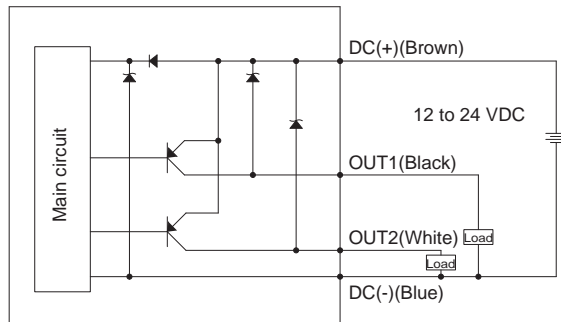 DC(+)(Brown)
12 to 24 VDC
Main circuit
OUT1(Black)
OUT2(White)
Load
Load
DC(-)(Blue)